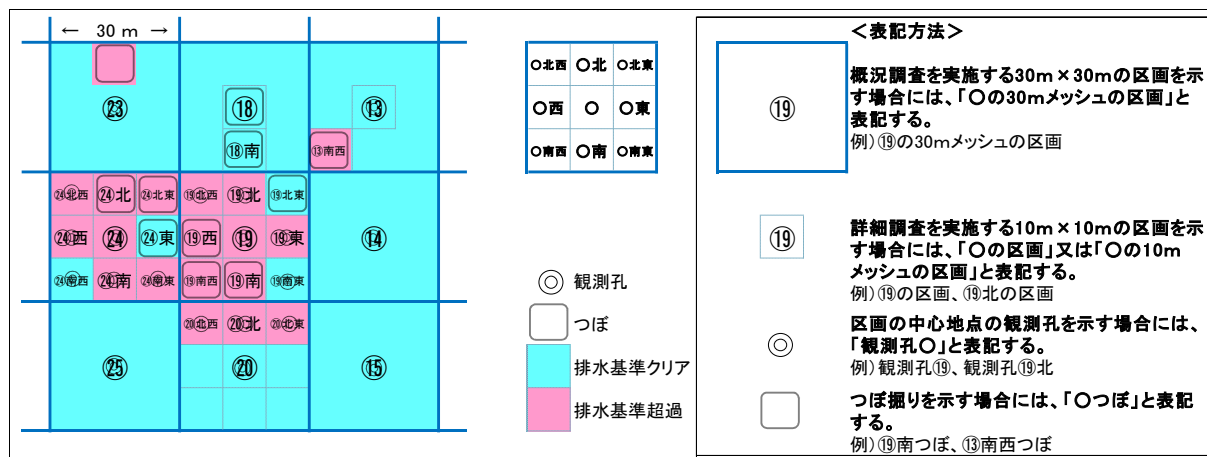 ← 30 m →
㉓
⑱
⑬
⑱南
⑬南西
㉔北西
㉔北
㉔北東
⑲北西
⑲北
⑲北東
㉔西
㉔
㉔東
⑲西
⑲
⑲東
⑭
㉔南西
㉔南
㉔南東
⑲南西
⑲南
⑲南東
⑳北西
⑳北
⑳北東
㉕
⑳
⑮
○北西 ○北 ○北東
○西 ○ ○東
○南西 ○南 ○南東
◎ 観測孔
つぼ
排水基準クリア
排水基準超過
<表記方法>
⑲
概況調査を実施する30m×30mの区画を示
す場合には、「○の30mメッシュの区画」と
表記する。
例)⑲の30mメッシュの区画
⑲
詳細調査を実施する10m×10mの区画を示
す場合には、「○の区画」又は「○の10m
メッシュの区画」と表記する。
例)⑲の区画、⑲北の区画
◎
区画の中心地点の観測孔を示す場合には、
「観測孔○」と表記する。
例)観測孔⑲、観測孔⑲北
つぼ掘りを示す場合には、「○つぼ」と表記
する。
例)⑲南つぼ、⑬南西つぼ